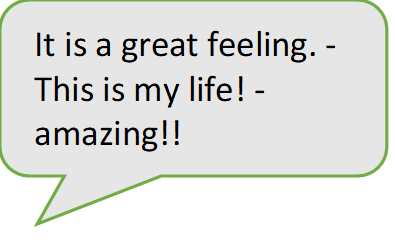 It is a great feeling. -
This is my life! -
amazing!!